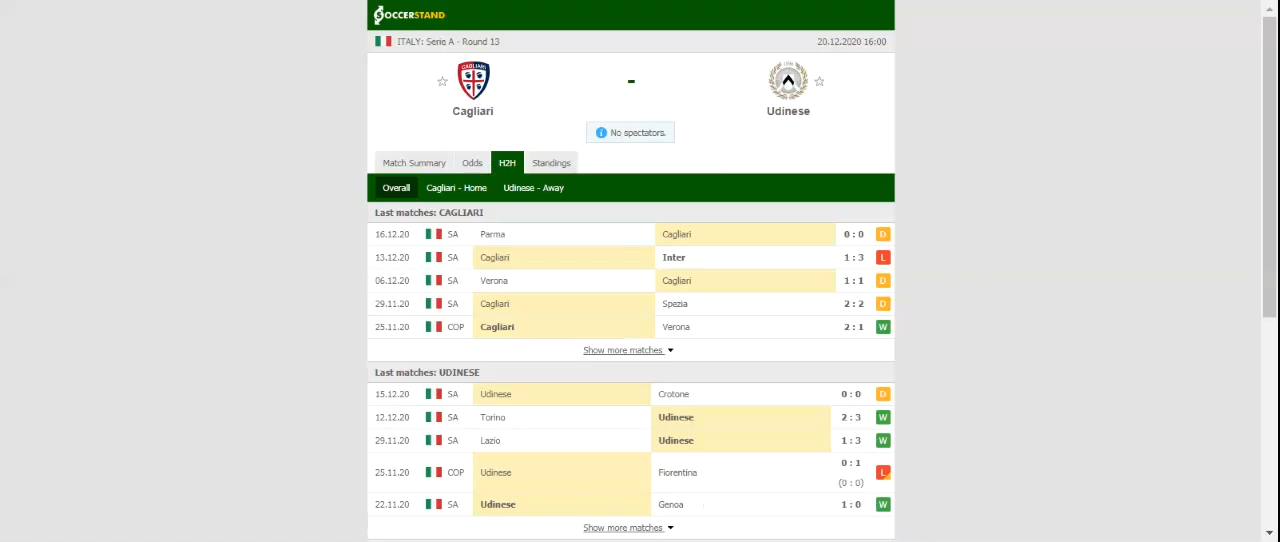 SOCCERSTAND
ITALY: Serie A - Round 13 20.12.2020 16:00
-
Cagliari Udinese
i No spectators.
Match Summary Odds H2H Standings
Overall Cagliari - Home Udinese - Away
Last matches: CAGLIARI
16.12.20 SA Parma Cagliari 0 : 0 D
13.12.20 SA Cagliari Inter 1 : 3 L
06.12.20 SA Verona Cagliari 1 : 1 D
29.11.20 SA Cagliari Spezia 2 : 2 D
25.11.20 COP Cagliari Verona 2 : 1 W
Show more matches
Last matches: UDINESE
15.12.20 SA Udinese Crotone 0 : 0 D
12.12.20 SA Torino Udinese 2 : 3 W
29.11.20 SA Lazio Udinese 1 : 3 W
25.11.20 COP Udinese Fiorentina 0 : 1 L
(0 : 0)
22.11.20 SA Udinese Genoa 1 : 0 W
Show more matches